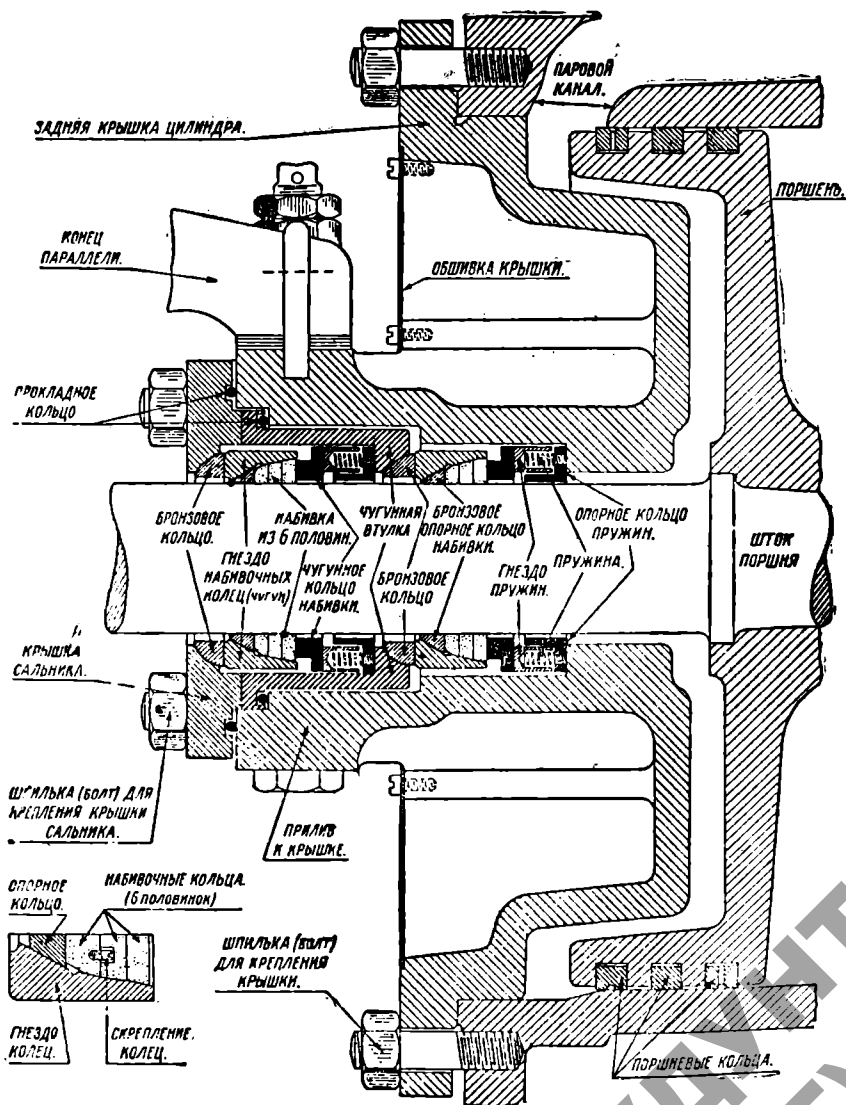 ПАРОВОЙ
КАНАЛ.
ЗАДНЯЯ КРЫШКА ЦИЛИНДРА.
ПОРШЕНЬ.
КОНЕЦ
ПАРАЛЛЕЛИ.
ОБШИВКА КРЫШКИ.
ПРОКЛАДНОЕ
КОЛЬЦО
БРОНЗОВОЕ
КОЛЬЦО.
НАБИВКА
ИЗ 6 ПОЛОВИН.
ГНЕЗДО
НАБИВОЧНЫХ
КОЛЕЦ (ЧУГУН)
ЧУГУННОЕ
КОЛЬЦО
НАБИВКИ.
ЧУГУННАЯ
ВТУЛКА
БРОНЗОВОЕ
КОЛЬЦО
БРОНЗОВОЕ
ОПОРНОЕ КОЛЬЦО
НАБИВКИ.
ГНЕЗДО
ПРУЖИН.
ПРУЖИНА.
ОПОРНОЕ КОЛЬЦО
ПРУЖИН.
ШТОК
ПОРШНЯ
КРЫШКА
САЛЬНИКА.
ШПИЛЬКА (БОЛТ) ДЛЯ
КРЕПЛЕНИЯ КРЫШКИ
САЛЬНИКА.
ПРИЛИВ
К КРЫШКЕ.
ОПОРНОЕ
КОЛЬЦО.
НАБИВОЧНЫЕ КОЛЬЦА.
(6 ПОЛОВИНОК)
ГНЕЗДО
КОЛЕЦ.
СКРЕПЛЕНИЕ.
КОЛЕЦ.
ШПИЛЬКА (БОЛТ)
ДЛЯ КРЕПЛЕНИЯ
КРЫШКИ.
ПОРШНЕВЫЕ КОЛЬЦА.